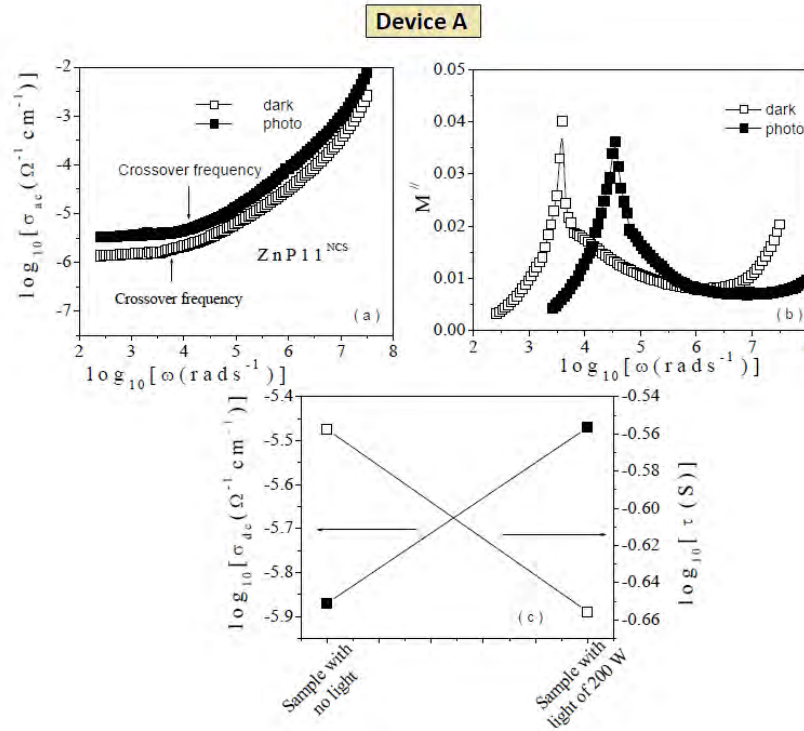 Device A
-2
-3
-4
-5
-6
-7
log₁₀[σac(Ω⁻¹ cm⁻¹)]
dark
photo
Crossover frequency
ZnP11ᴺᶜˢ
Crossover frequency
(a)
2 3 4 5 6 7 8
log₁₀[ω(rads⁻¹)]
0.05
0.04
0.03
0.02
0.01
0.00
M//
dark
photo
(b)
2 3 4 5 6 7
log₁₀[ω(rads⁻¹)]
-5.4
-5.5
-5.6
-5.7
-5.8
-5.9
log₁₀[σdc(Ω⁻¹ cm⁻¹)]
-0.54
-0.56
-0.60
-0.62
-0.64
-0.66
log₁₀[τ(S)]
(c)
Sample with
no light
Sample with
light of 200 W